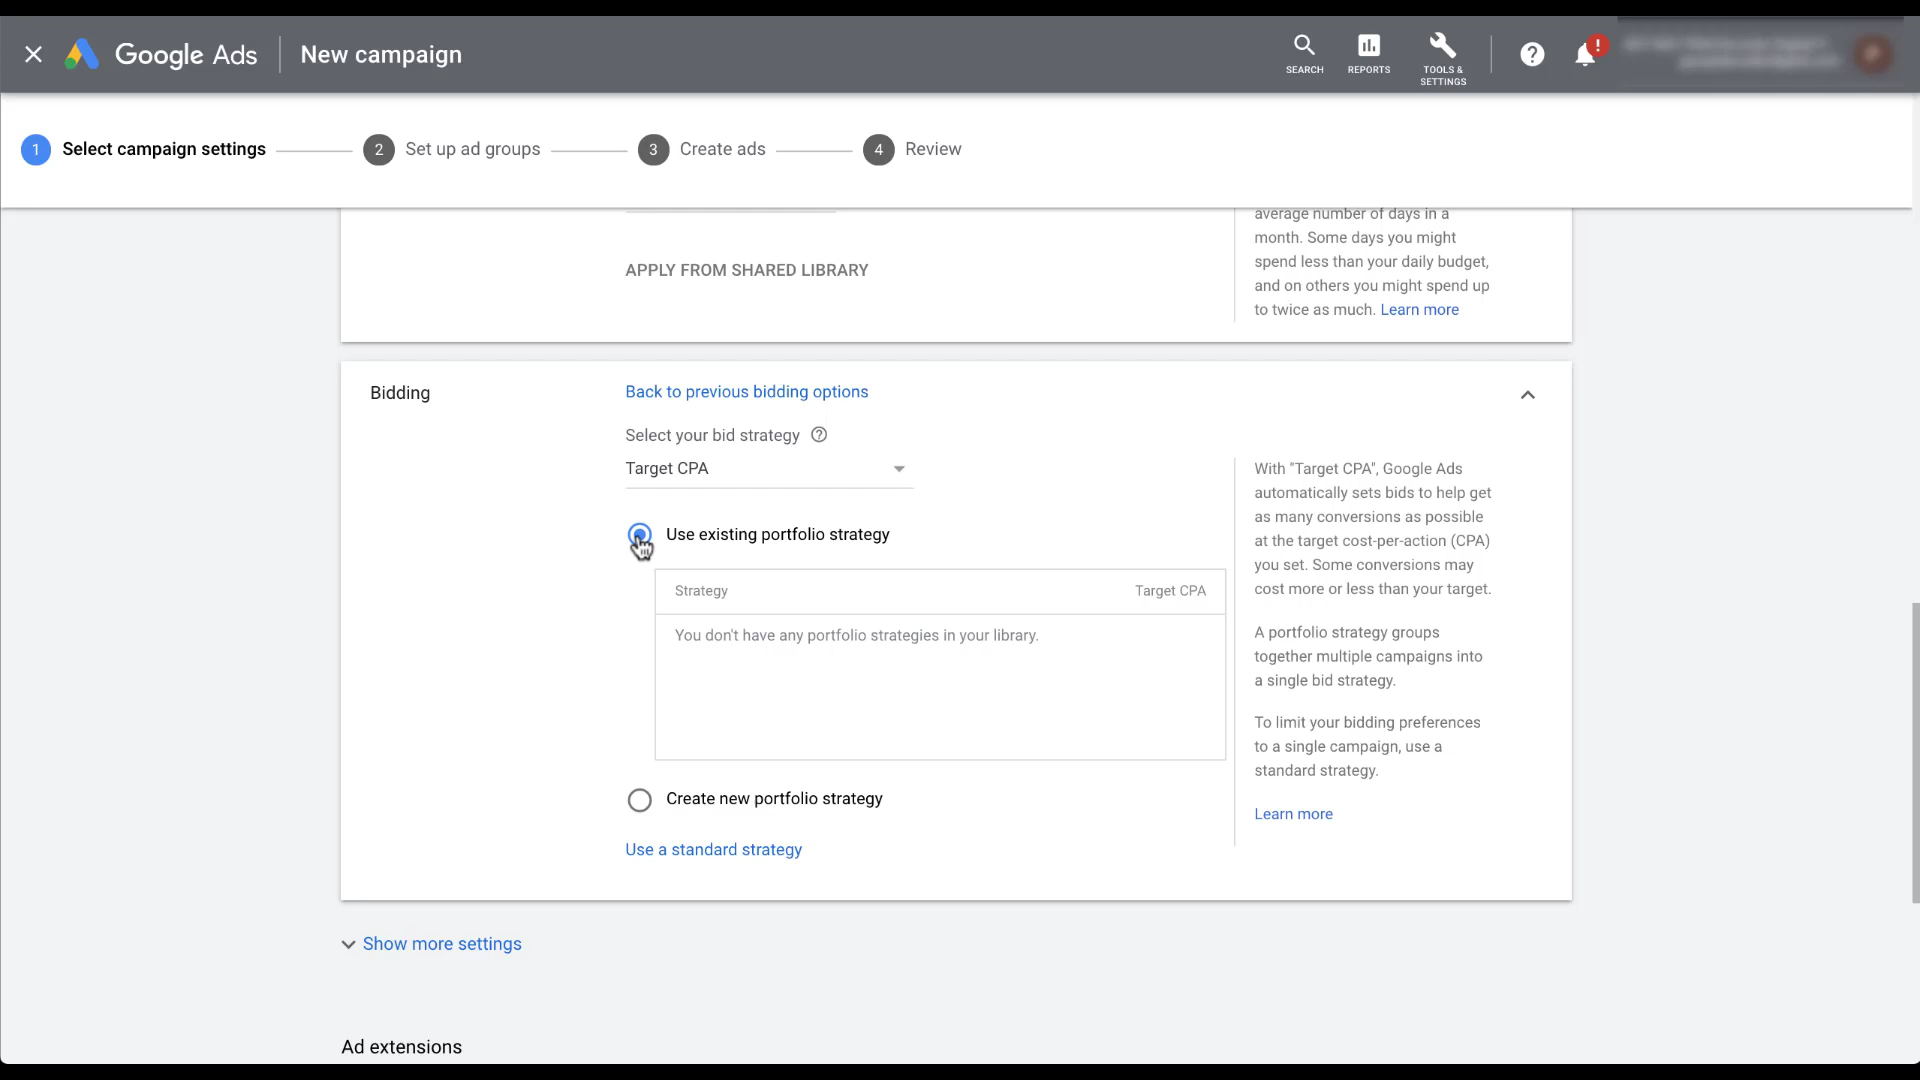 Google Ads
New campaign
SEARCH
REPORTS
TOOLS &
SETTINGS
!
1 Select campaign settings
2 Set up ad groups
3 Create ads
4 Review
APPLY FROM SHARED LIBRARY
average number of days in a
month. Some days you might
spend less than your daily budget,
and on others you might spend up
to twice as much. Learn more
Bidding
Back to previous bidding options
Select your bid strategy ?
Target CPA
Use existing portfolio strategy
Strategy Target CPA
You don't have any portfolio strategies in your library.
Create new portfolio strategy
Use a standard strategy
With "Target CPA", Google Ads
automatically sets bids to help get
as many conversions as possible
at the target cost-per-action (CPA)
you set. Some conversions may
cost more or less than your target.
A portfolio strategy groups
together multiple campaigns into
a single bid strategy.
To limit your bidding preferences
to a single campaign, use a
standard strategy.
Learn more
Show more settings
Ad extensions